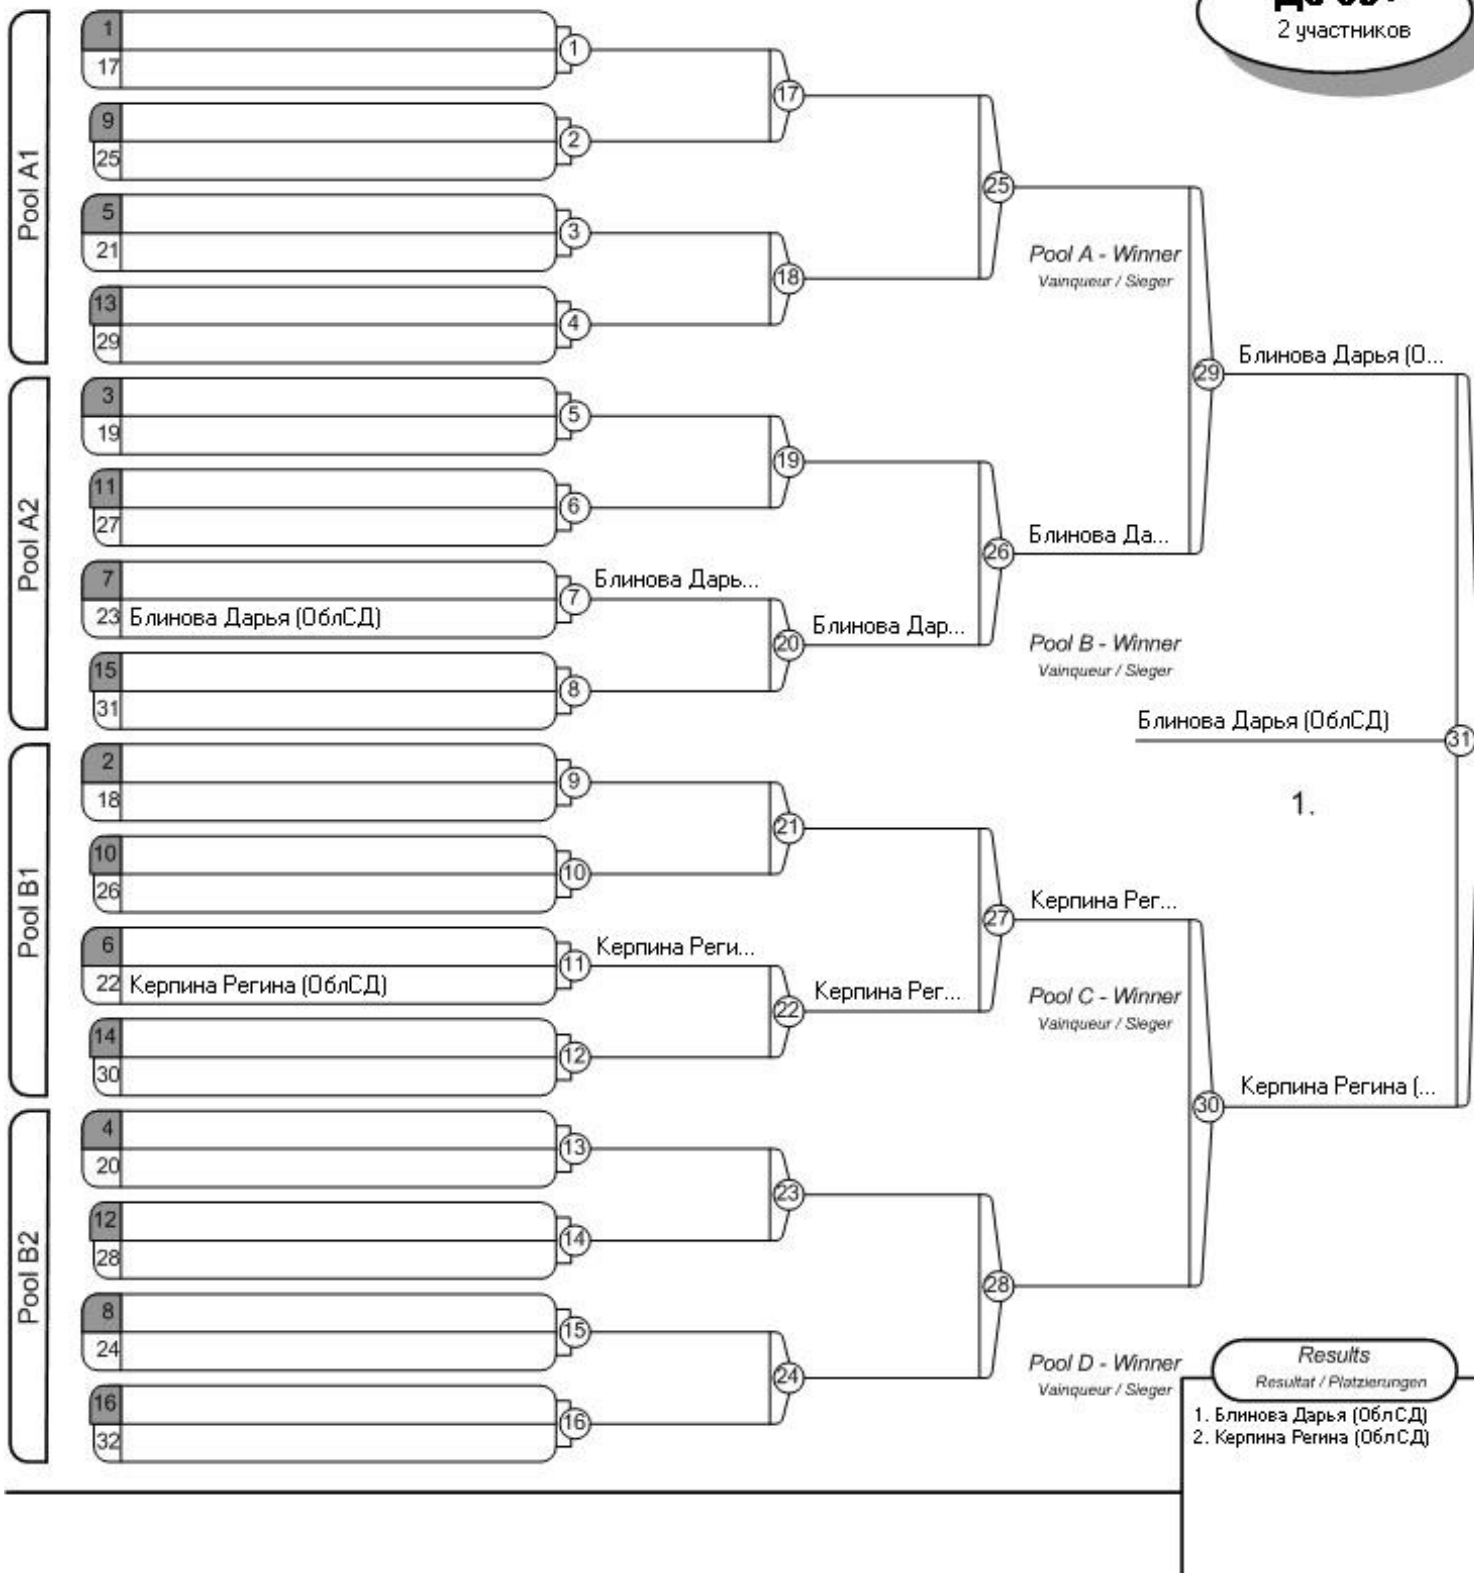 2 участников
Pool A1
1
17
1
9
25
2
17
5
21
3
13
29
4
18
25
Pool A - Winner
Vainqueur / Sieger
Pool A2
3
19
5
11
27
6
19
7
23 Блинова Дарья (ОблСД)
7
Блинова Дарь...
15
31
8
20
Блинова Дар...
26
Блинова Да...
Pool B - Winner
Vainqueur / Sieger
29
Блинова Дарья (О...
Блинова Дарья (ОблСД)
31
1.
Pool B1
2
18
9
10
26
10
21
6
22 Керпина Регина (ОблСД)
11
Керпина Реги...
14
30
12
22
Керпина Рег...
27
Керпина Рег...
Pool C - Winner
Vainqueur / Sieger
30
Керпина Регина (...
Pool B2
4
20
13
12
28
14
23
8
24
15
16
32
16
24
28
Pool D - Winner
Vainqueur / Sieger
Results
Resultat / Platzierungen
1. Блинова Дарья (ОблСД)
2. Керпина Регина (ОблСД)